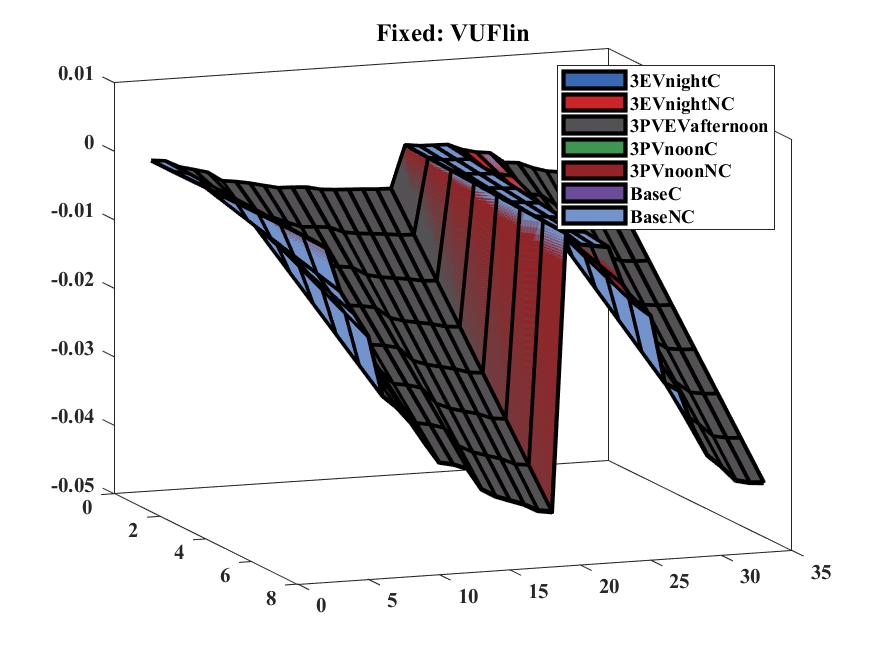 Fixed: VUFlin
0.01
0
-0.01
-0.02
-0.03
-0.04
-0.05
3EVnightC
3EVnightNC
3PVEVafternoon
3PVnoonC
3PVnoonNC
BaseC
BaseNC
0
2
4
6
8
0
5
10
15
20
25
30
35